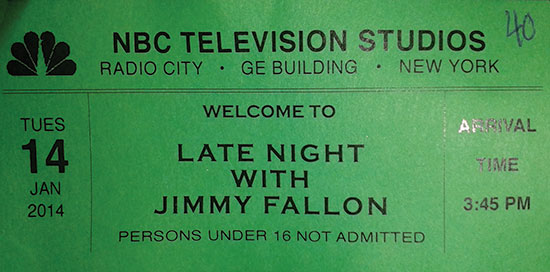 NBC TELEVISION STUDIOS
40
RADIO CITY • GE BUILDING • NEW YORK
TUES
14
JAN
2014
WELCOME TO
LATE NIGHT
WITH
JIMMY FALLON
PERSONS UNDER 16 NOT ADMITTED
ARRIVAL
TIME
3:45 PM